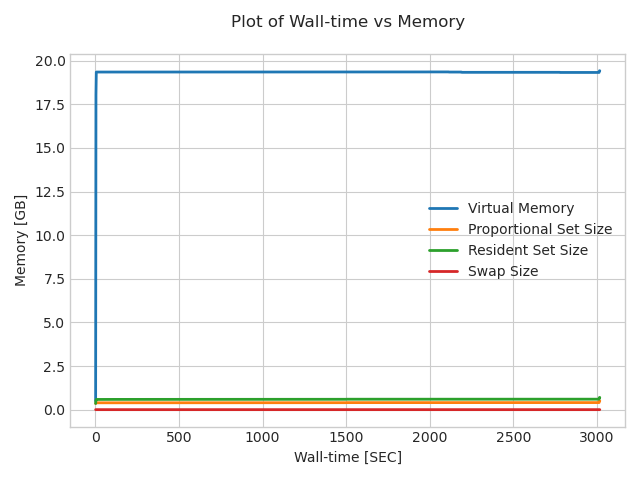 Plot of Wall-time vs Memory
20.0
17.5
15.0
12.5
10.0
7.5
5.0
2.5
0.0
Memory [GB]
Virtual Memory
Proportional Set Size
Resident Set Size
Swap Size
0 500 1000 1500 2000 2500 3000
Wall-time [SEC]